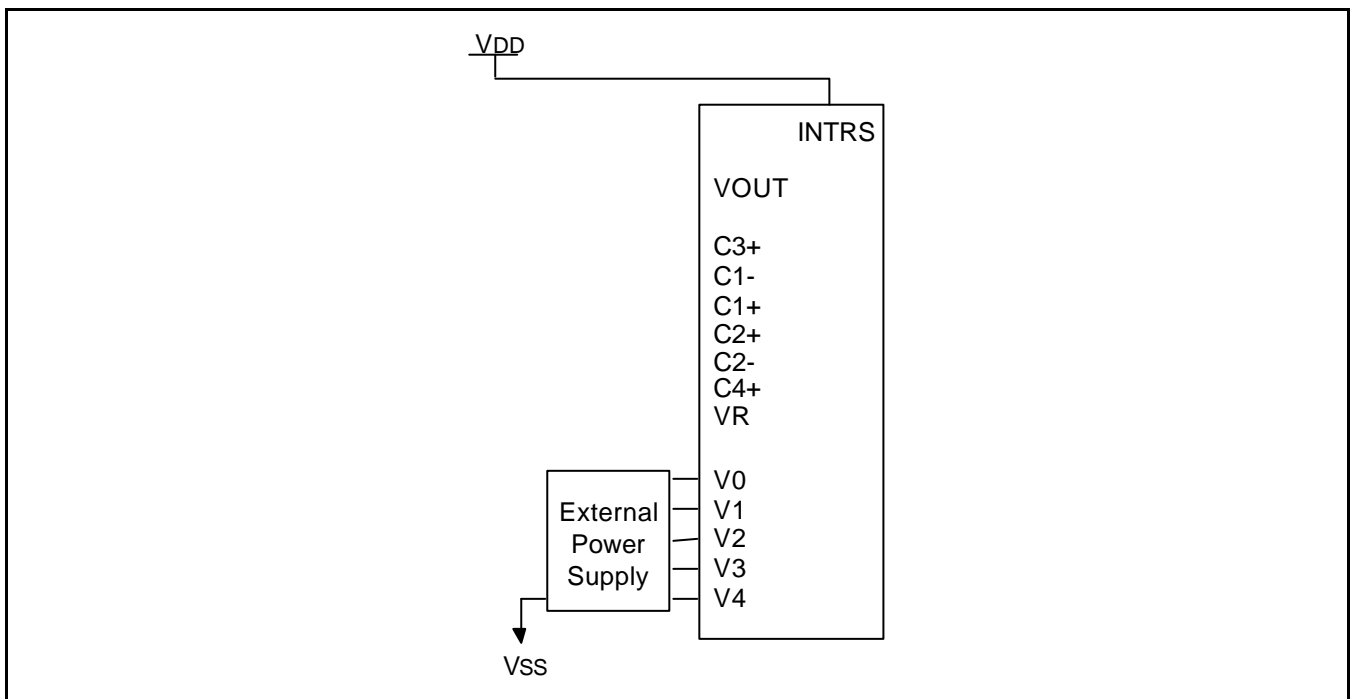 VDD
INTRS
VOUT
C3+
C1-
C1+
C2+
C2-
C4+
VR
V0
V1
V2
V3
V4
External
Power
Supply
VSS